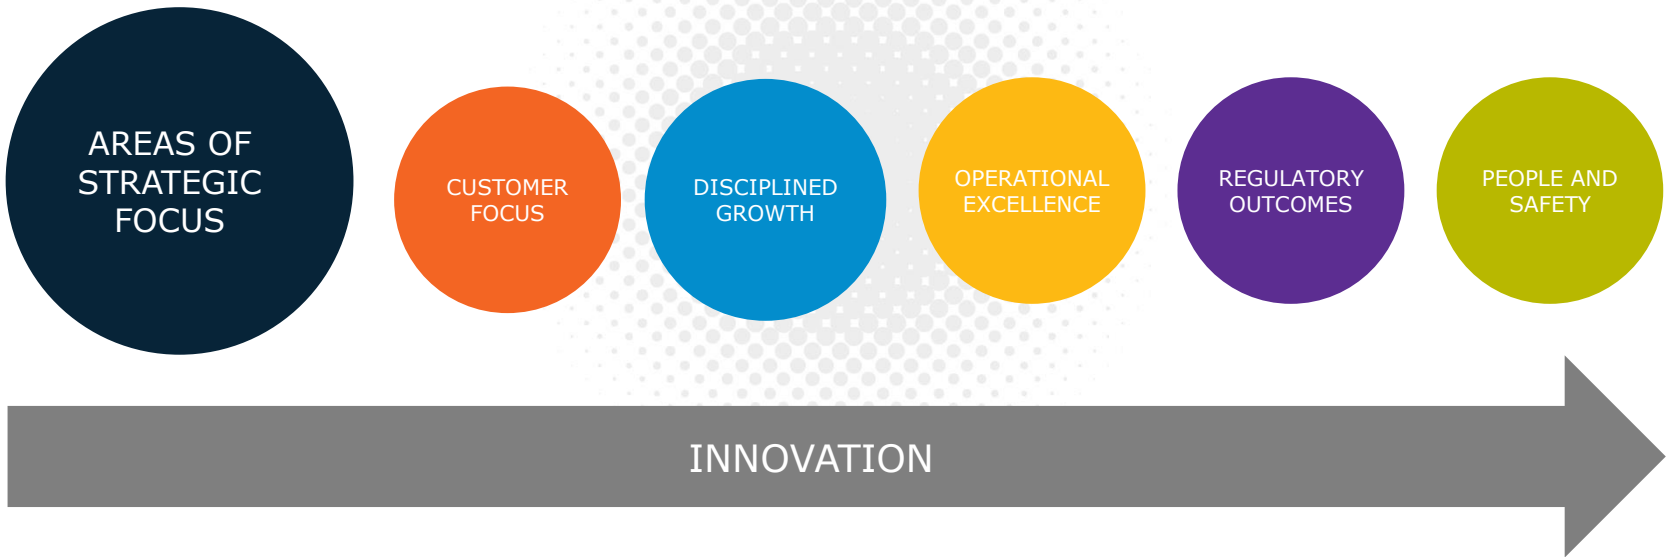 AREAS OF
STRATEGIC
FOCUS
CUSTOMER
FOCUS
DISCIPLINED
GROWTH
OPERATIONAL
EXCELLENCE
REGULATORY
OUTCOMES
PEOPLE AND
SAFETY
INNOVATION